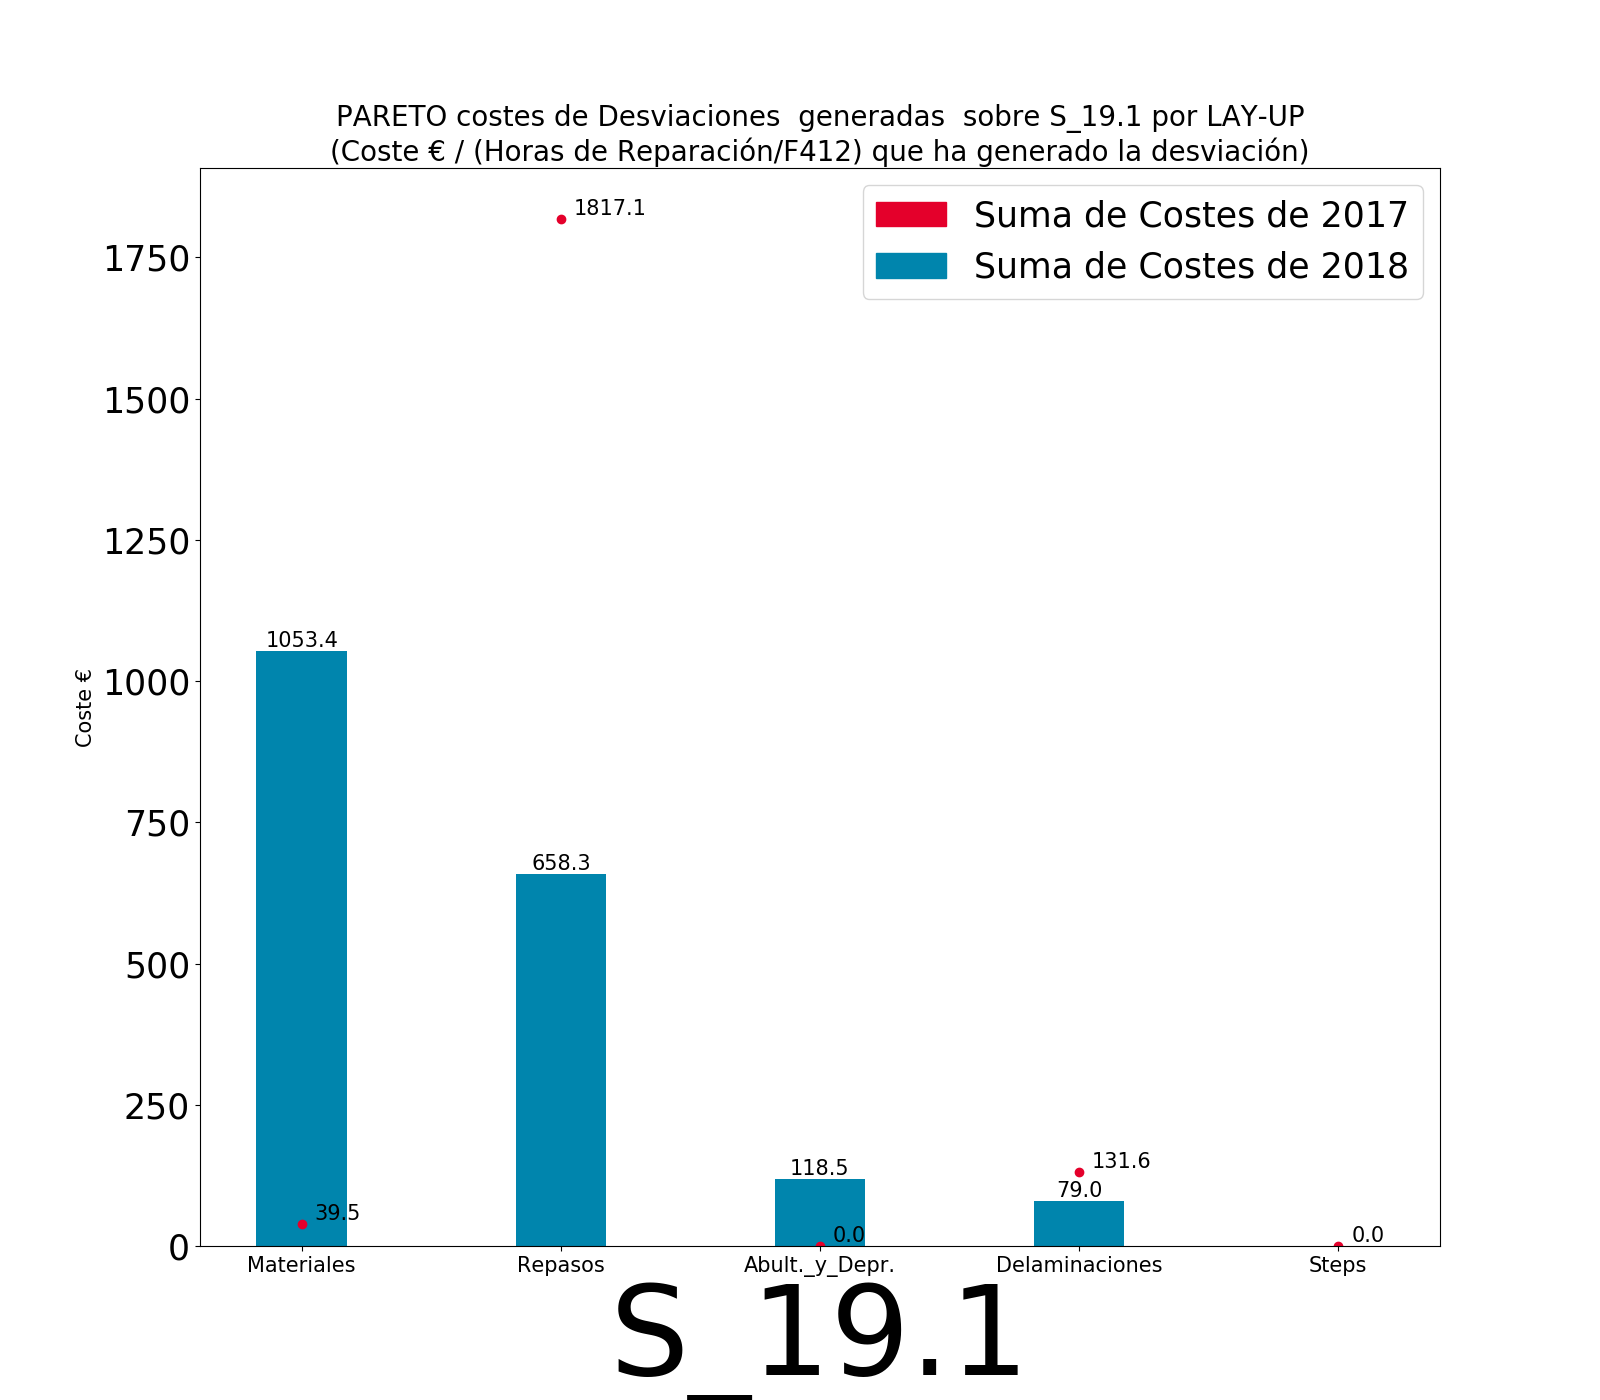 PARETO costes de Desviaciones  generadas  sobre S_19.1 por LAY-UP
(Coste € / (Horas de Reparación/F412) que ha generado la desviación)
Suma de Costes de 2017
Suma de Costes de 2018
1817.1
1750
1500
1250
1053.4
1000
Coste €
750
658.3
500
250
131.6
118.5
79.0
39.5
0.0
0.0
0
Materiales
Repasos
Abult._y_Depr.
Delaminaciones
Steps
S_19.1